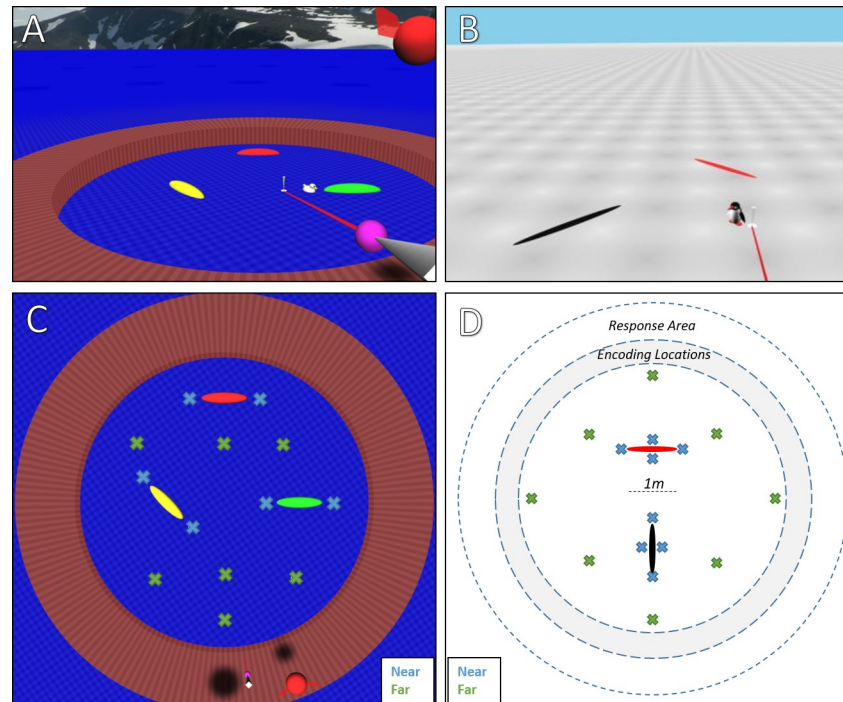 A
B
C
Near
Far
D
Response Area
Encoding Locations
1m
Near
Far